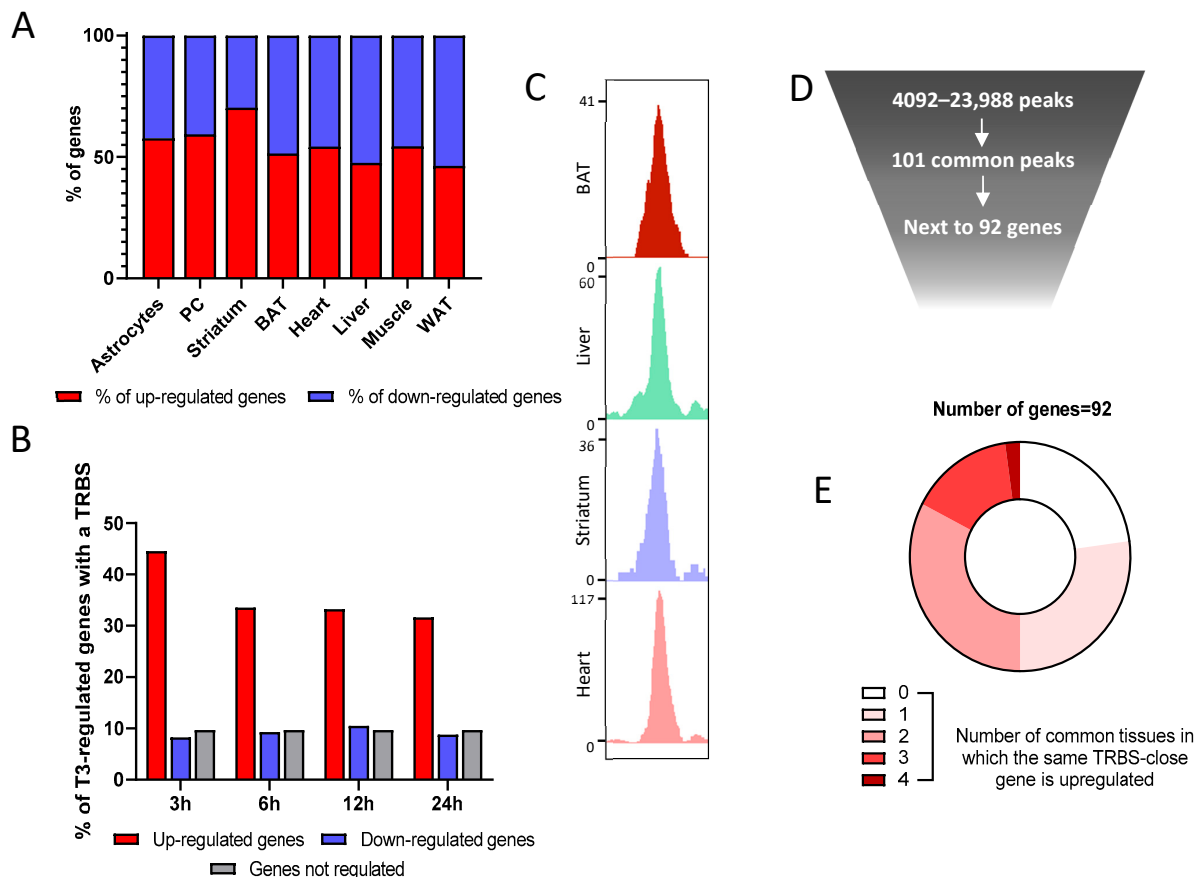 A
100
50
0
% of genes
Astrocytes
PC
Striatum
BAT
Heart
Liver
Muscle
WAT
% of up-regulated genes
% of down-regulated genes
B
% of T3-regulated genes with a TRBS
50
40
30
20
10
0
3h
6h
12h
24h
Up-regulated genes
Down-regulated genes
Genes not regulated
C
41
BAT
0
60
Liver
0
36
Striatum
0
117
Heart
0
D
4092–23,988 peaks
101 common peaks
Next to 92 genes
Number of genes=92
E
0
1
2
3
4
Number of common tissues in
which the same TRBS-close
gene is upregulated